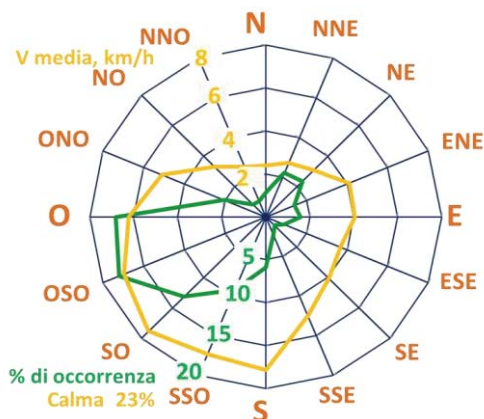 N
NNO
NNE
V media, km/h
8
NO
6
NE
ONO
4
ENE
2
O
E
5
OSO
10
ESE
SO
15
SE
% di occorrenza
20
SSO
SSE
Calma 23%
S